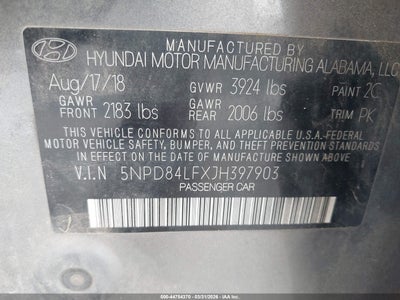 MANUFACTURED BY
HYUNDAI MOTOR MANUFACTURING ALABAMA, LLC
Aug/17/18 GVWR 3924 lbs PAINT 2C
GAWR FRONT 2183 lbs GAWR REAR 2006 lbs TRIM PK
THIS VEHICLE CONFORMS TO ALL APPLICABLE U.S.A. FEDERAL
MOTOR VEHICLE SAFETY, BUMPER, AND THEFT PREVENTION STANDARDS
IN EFFECT ON THE DATE OF MANUFACTURE SHOWN ABOVE.
V.I.N 5NPD84LFXJH397903
PASSENGER CAR